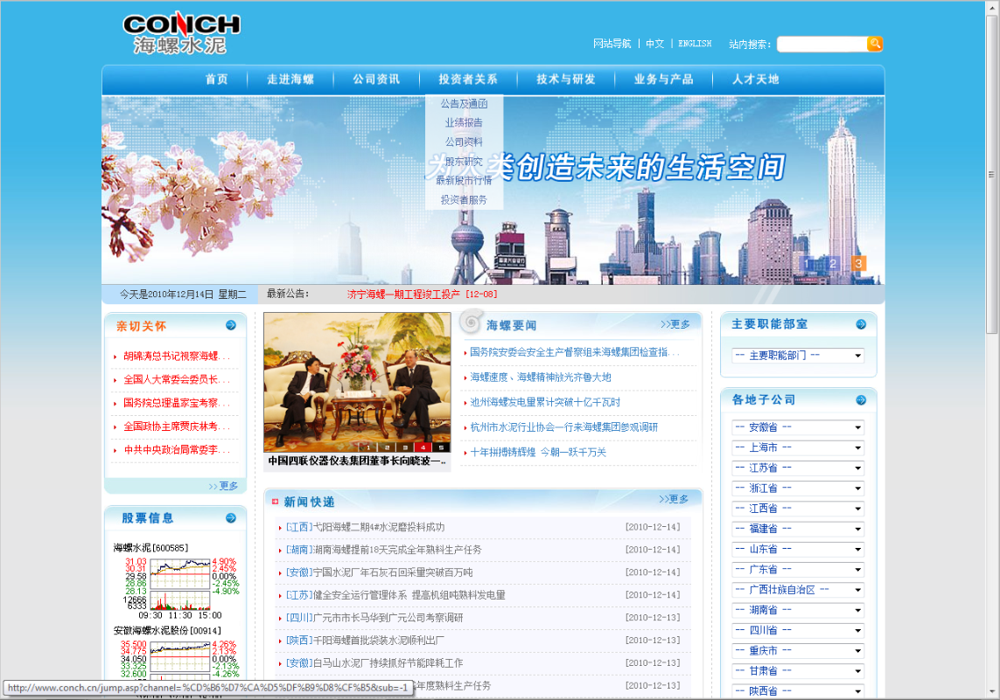 CONCH
海螺水泥
网站导航 | 中文 | ENGLISH 站内搜索:
首页 走进海螺 公司资讯 投资者关系 技术与研发 业务与产品 人才天地
公告及通函
业绩报告
公司资料
股东研究
最新股市行情
投资者服务
为人类创造未来的生活空间
1 2 3
今天是2010年12月14日 星期二 最新公告: 济宁海螺一期工程竣工投产 [12-08]
亲切关怀
胡锦涛总书记视察海螺...
全国人大常委会委员长...
国务院总理温家宝考察...
全国政协主席贾庆林考...
中共中央政治局常委李...
>>更多
股票信息
海螺水泥[600585]
31.03 4.90%
30.31 2.45%
29.58 0.00%
28.86 -2.45%
28.13 -4.90%
12666
6333
09:30 11:30 15:00
安徽海螺水泥股份[00914]
35.500 4.26%
34.775 2.13%
34.050 0.00%
33.325 -2.13%
32.600 -4.26%
1 2 3 4 5
中国四联仪器仪表集团董事长向晓波一..
海螺要闻 >>更多
国务院安委会安全生产督察组来海螺集团检查指...
海螺速度、海螺精神放光齐鲁大地
池州海螺发电量累计突破十亿千瓦时
杭州市水泥行业协会一行来海螺集团参观调研
十年拼搏铸辉煌 今朝一跃千万关
新闻快递 >>更多
[江西]弋阳海螺二期4#水泥磨投料成功 [2010-12-14]
[湖南]湖南海螺提前18天完成全年熟料生产任务 [2010-12-14]
[安徽]宁国水泥厂年石灰石回采量突破百万吨 [2010-12-14]
[江苏]健全安全运行管理体系 提高机组吨熟料发电量 [2010-12-14]
[四川]广元市市长马华到广元公司考察调研 [2010-12-13]
[陕西]千阳海螺首批袋装水泥顺利出厂 [2010-12-13]
[安徽]白马山水泥厂持续抓好节能降耗工作 [2010-12-13]
年度熟料生产任务 [2010-12-13]
主要职能部室
-- 主要职能部门 --
各地子公司
-- 安徽省 --
-- 上海市 --
-- 江苏省 --
-- 浙江省 --
-- 江西省 --
-- 福建省 --
-- 山东省 --
-- 广东省 --
-- 广西壮族自治区 --
-- 湖南省 --
-- 四川省 --
-- 重庆市 --
-- 甘肃省 --
-- 陕西省 --
http://www.conch.cn/jump.asp?channel=%CD%B6%D7%CA%D5%DF%B9%D8%CF%B5&sub=-1